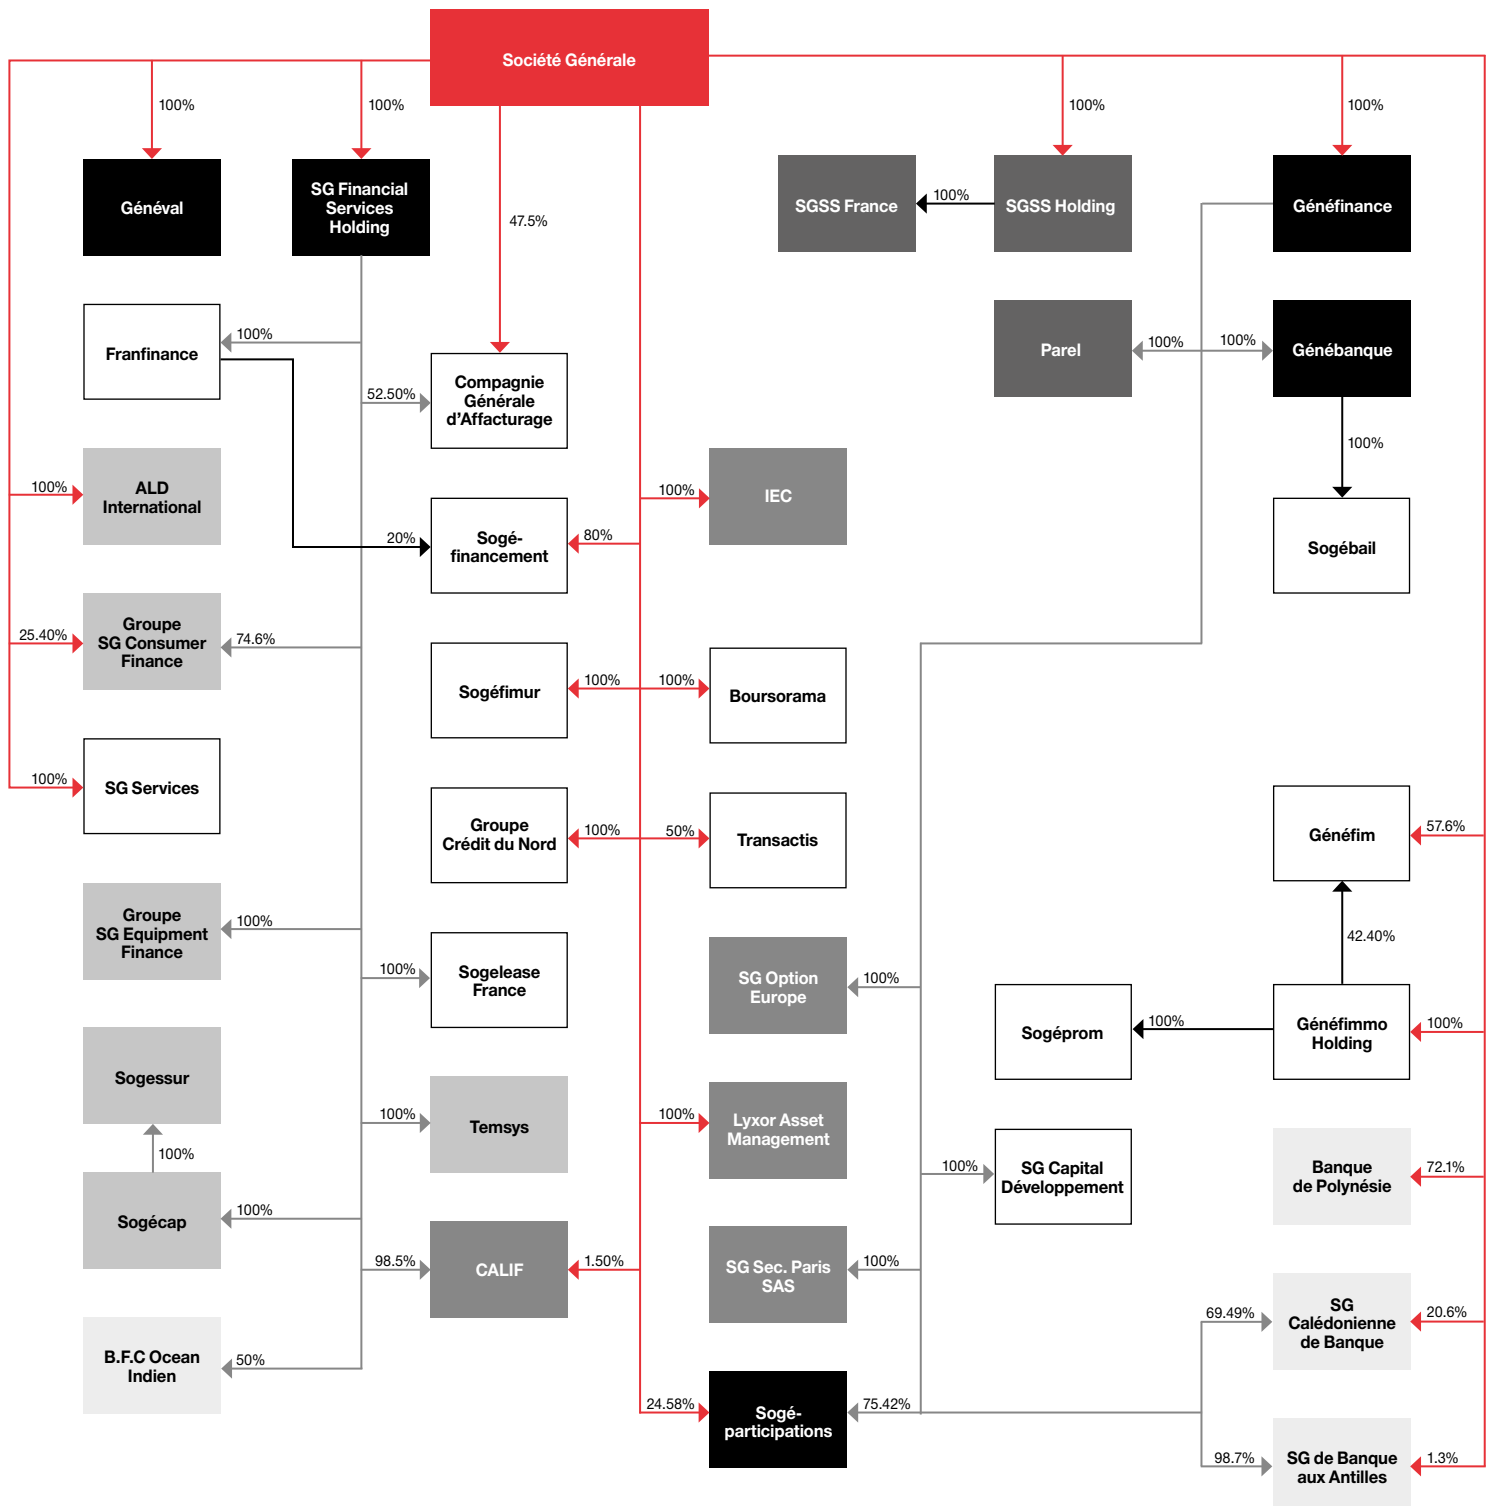 Société Générale
100%
100%
100%
100%
Généval
SG Financial
Services
Holding
47.5%
SGSS France
100%
SGSS Holding
Généfinance
Franfinance
100%
52.50%
Compagnie
Générale
d'Affacturage
Parel
100%
100%
Génébanque
100%
100%
ALD
International
20%
Sogé-
financement
80%
100%
IEC
Sogébail
25.40%
Groupe
SG Consumer
Finance
74.6%
Sogéfimur
100%
100%
Boursorama
100%
SG Services
Groupe
Crédit du Nord
100%
50%
Transactis
Généfim
57.6%
42.40%
Groupe
SG Equipment
Finance
100%
100%
Sogelease
France
SG Option
Europe
100%
Sogéprom
100%
Généfimmo
Holding
100%
Sogessur
100%
100%
Temsys
100%
Lyxor Asset
Management
100%
SG Capital
Développement
Banque
de Polynésie
72.1%
Sogécap
100%
98.5%
CALIF
1.50%
SG Sec. Paris
SAS
100%
69.49%
SG
Calédonienne
de Banque
20.6%
B.F.C Ocean
Indien
50%
24.58%
Sogé-
participations
75.42%
98.7%
SG de Banque
aux Antilles
1.3%